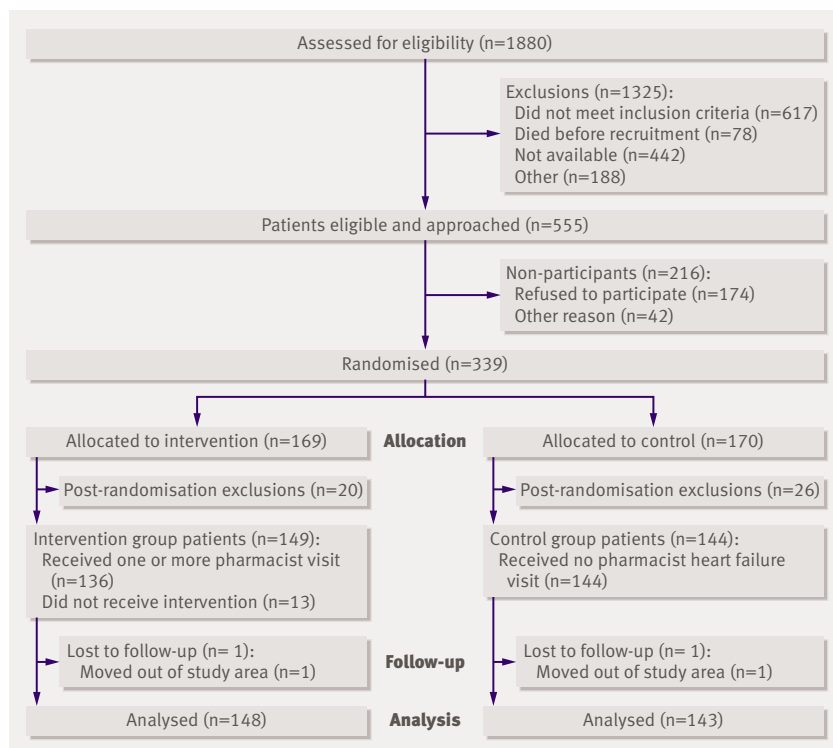 Assessed for eligibility (n=1880)
Exclusions (n=1325):
Did not meet inclusion criteria (n=617)
Died before recruitment (n=78)
Not available (n=442)
Other (n=188)
Patients eligible and approached (n=555)
Non-participants (n=216):
Refused to participate (n=174)
Other reason (n=42)
Randomised (n=339)
Allocated to intervention (n=169)
Allocation
Allocated to control (n=170)
Post-randomisation exclusions (n=20)
Post-randomisation exclusions (n=26)
Intervention group patients (n=149):
Received one or more pharmacist visit
(n=136)
Did not receive intervention (n=13)
Control group patients (n=144):
Received no pharmacist heart failure
visit (n=144)
Lost to follow-up (n= 1):
Moved out of study area (n=1)
Follow-up
Lost to follow-up (n= 1):
Moved out of study area (n=1)
Analysed (n=148)
Analysis
Analysed (n=143)